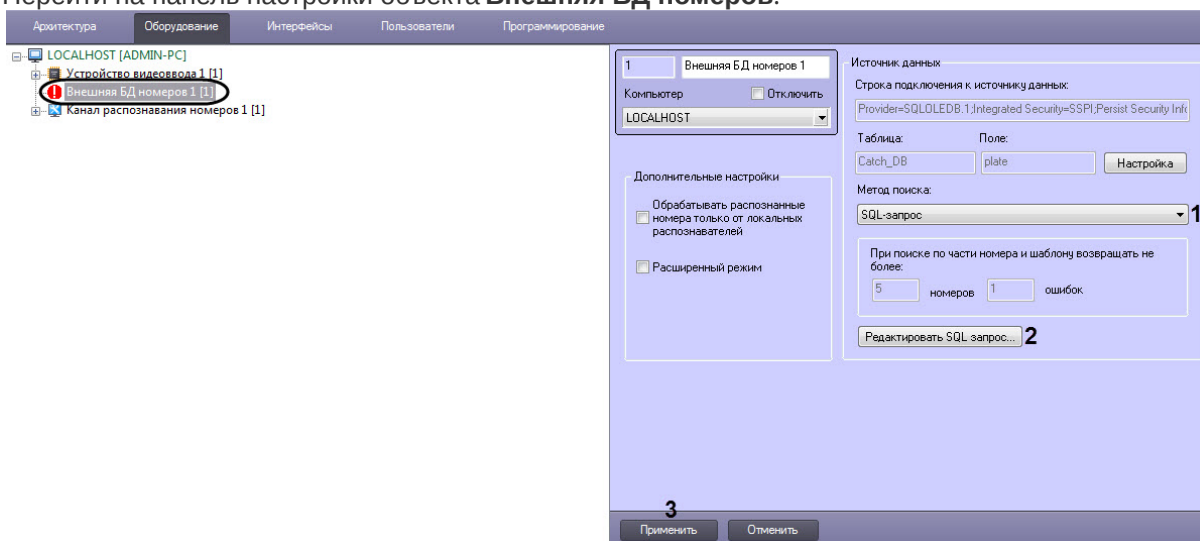 Перейти на панель настройки объекта Внешняя БД номеров.
Архитектура Оборудование Интерфейсы Пользователи Программирование
LOCALHOST [ADMIN-PC]
Устройство видеоввода 1 [1]
Внешняя БД номеров 1 [1]
Канал распознавания номеров 1 [1]
1 Внешняя БД номеров 1
Компьютер Отключить
LOCALHOST
Дополнительные настройки
Обрабатывать распознанные
номера только от локальных
распознавателей
Расширенный режим
Источник данных
Строка подключения к источнику данных:
Provider=SQLOLEDB.1;Integrated Security=SSPI;Persist Security Inf
Таблица: Поле:
Catch_DB plate Настройка
Метод поиска:
SQL-запрос 1
При поиске по части номера и шаблону возвращать не
более:
5 номеров 1 ошибок
Редактировать SQL запрос... 2
3
Применить Отменить